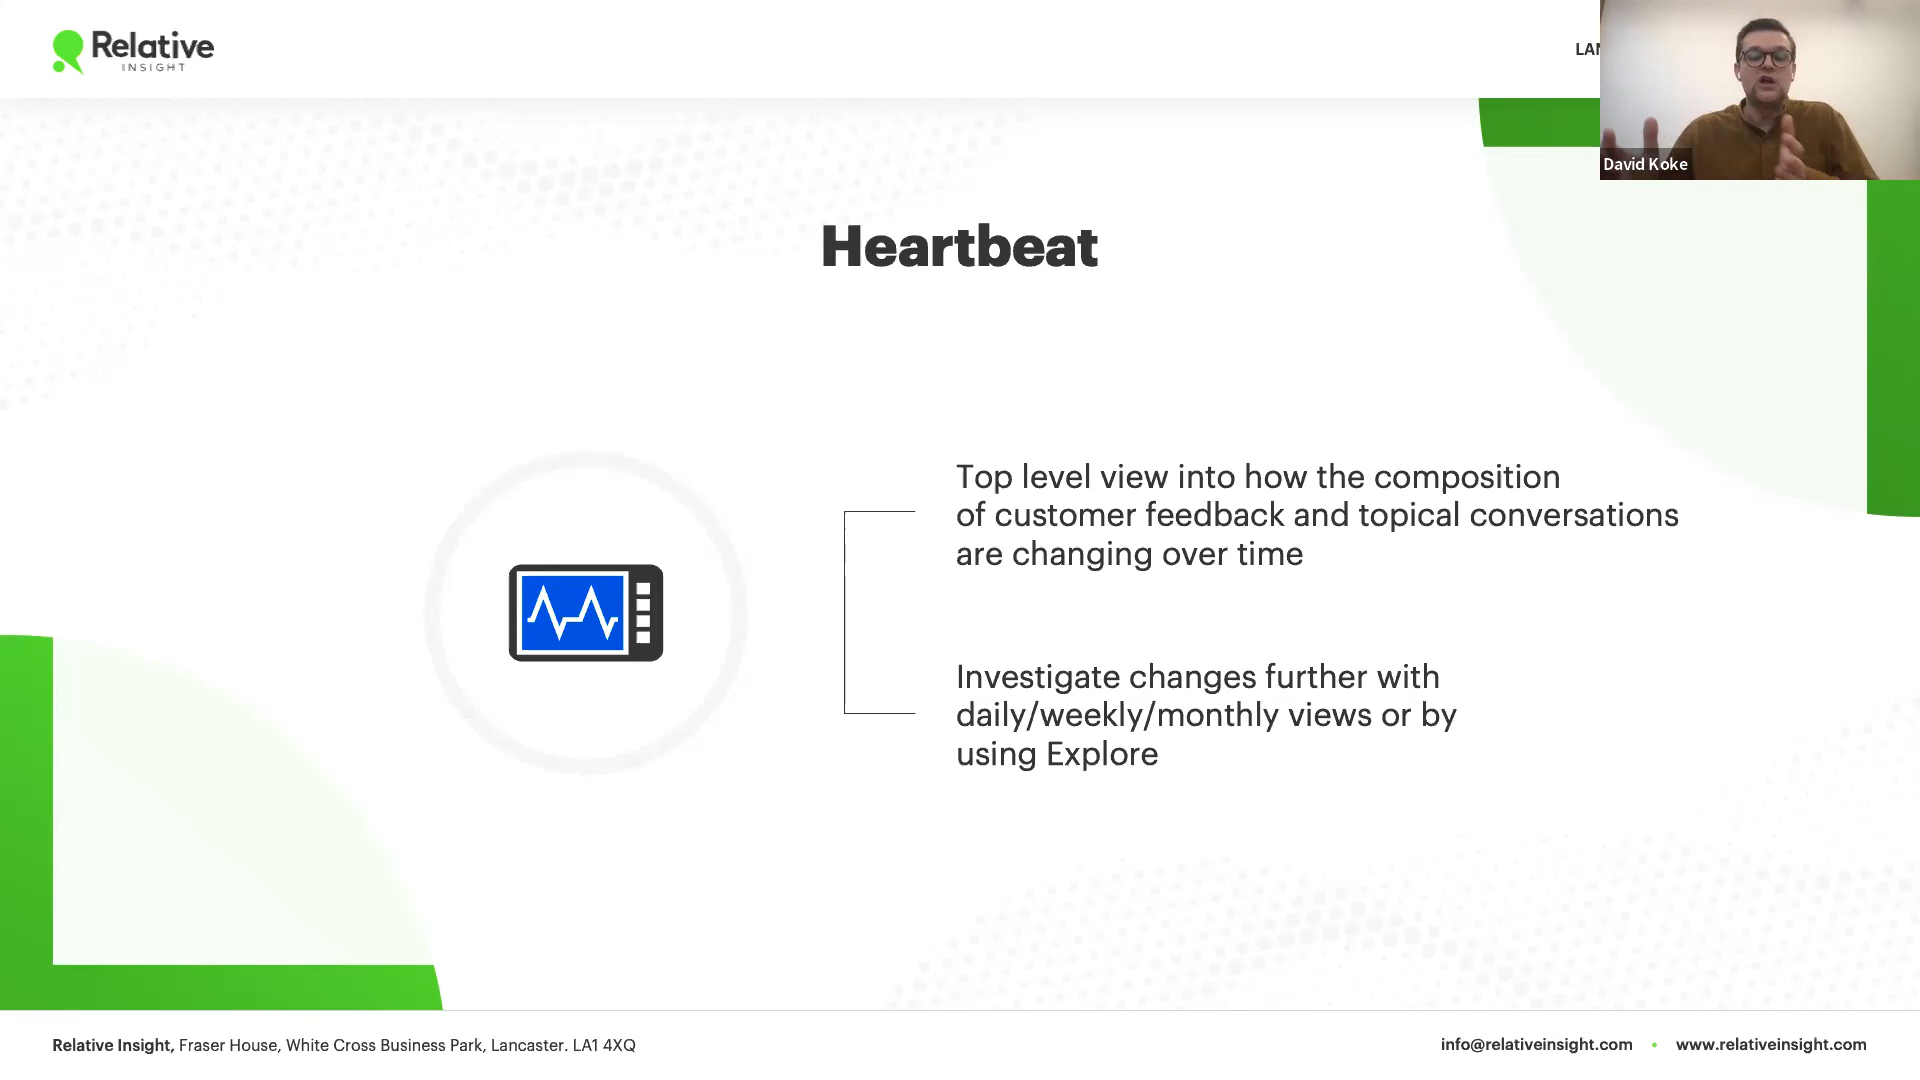 Relative
INSIGHT
David Koke
Heartbeat
Top level view into how the composition
of customer feedback and topical conversations
are changing over time
Investigate changes further with
daily/weekly/monthly views or by
using Explore
Relative Insight, Fraser House, White Cross Business Park, Lancaster. LA1 4XQ
info@relativeinsight.com • www.relativeinsight.com